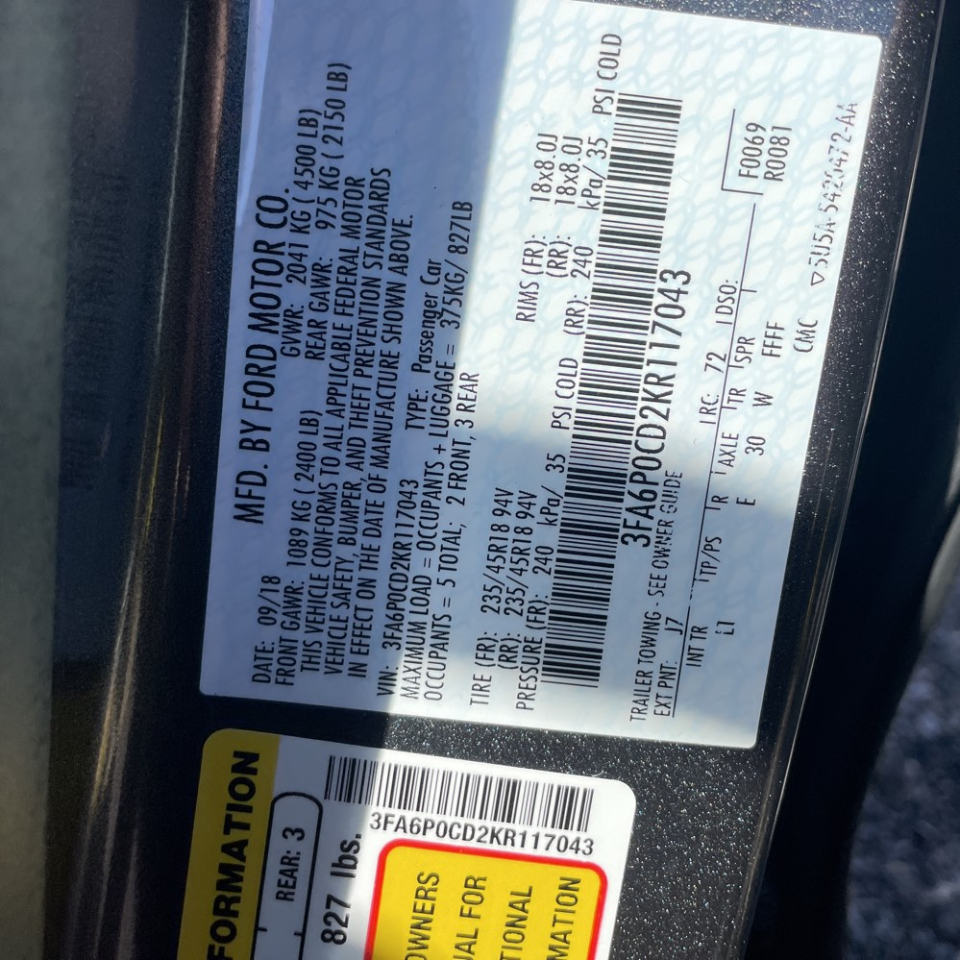 MFD. BY FORD MOTOR CO.
DATE: 09/18 GVWR: 2041 KG ( 4500 LB)
FRONT GAWR: 1089 KG ( 2400 LB) REAR GAWR: 975 KG ( 2150 LB)
THIS VEHICLE CONFORMS TO ALL APPLICABLE FEDERAL MOTOR
VEHICLE SAFETY, BUMPER, AND THEFT PREVENTION STANDARDS
IN EFFECT ON THE DATE OF MANUFACTURE SHOWN ABOVE.
VIN: 3FA6P0CD2KR117043 TYPE: Passenger Car
MAXIMUM LOAD = OCCUPANTS + LUGGAGE = 375KG/ 827LB
OCCUPANTS = 5 TOTAL; 2 FRONT, 3 REAR
TIRE (FR): 235/45R18 94V RIMS (FR): 18x8.0J
(RR): 235/45R18 94V (RR): 18x8.0J
PRESSURE (FR): 240 kPa/ 35 PSI COLD (RR): 240 kPa/ 35 PSI COLD
3FA6P0CD2KR117043
TRAILER TOWING - SEE OWNER GUIDE
EXT PNT: J7 RC: 72 DSO: F0069
R0081
INT TR TP/PS R AXLE TR SPR
E 30 W FFFF
CMC
FORMATION
REAR: 3
827 lbs.
3FA6P0CD2KR117043
OWNERS